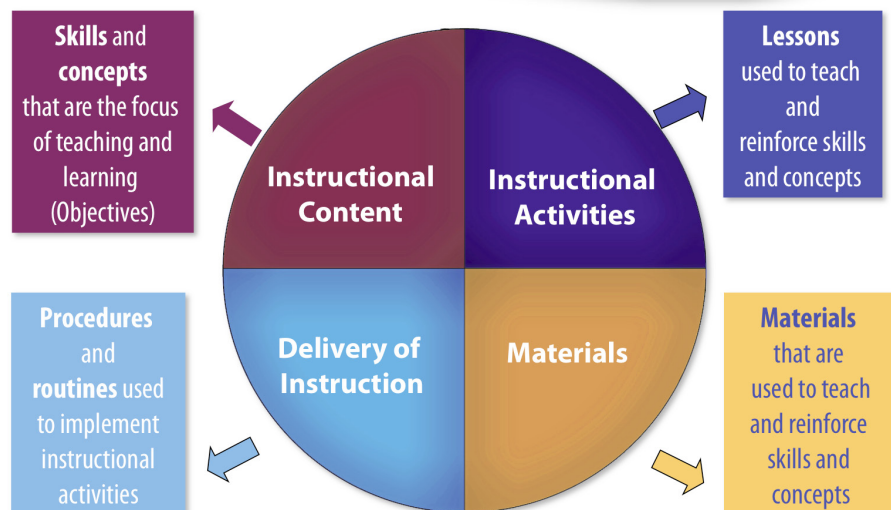 Skills and
concepts
that are the focus
of teaching and
learning
(Objectives)
Instructional
Content
Instructional
Activities
Lessons
used to teach
and
reinforce skills
and concepts
Procedures
and
routines used
to implement
instructional
activities
Delivery of
Instruction
Materials
Materials
that are
used to teach
and reinforce
skills and
concepts